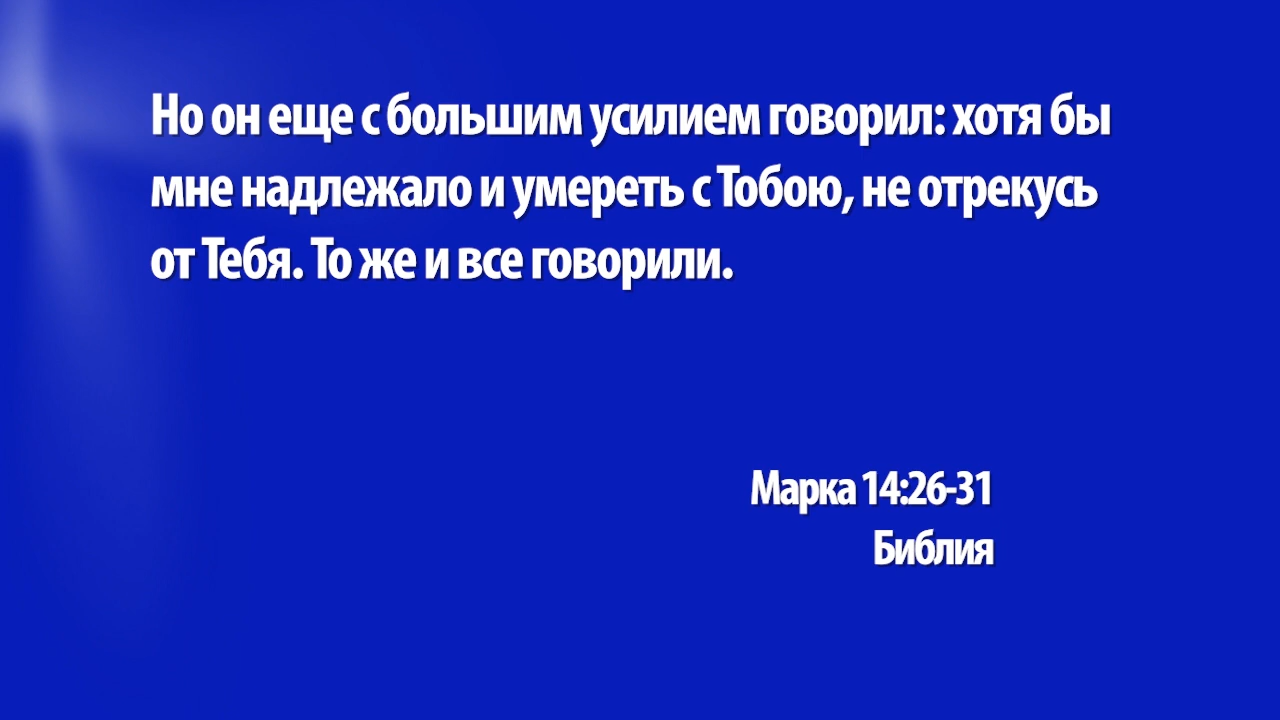 Но он еще с большим усилием говорил: хотя бы
мне надлежало и умереть с Тобою, не отрекусь
от Тебя. То же и все говорили.
Марка 14:26-31
Библия